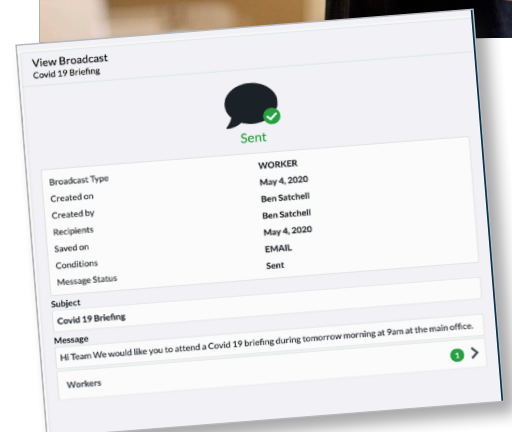 View Broadcast
Covid 19 Briefing
Sent
Broadcast Type WORKER
Created on May 4, 2020
Created by Ben Satchell
Recipients Ben Satchell
Saved on May 4, 2020
Conditions EMAIL
Message Status Sent
Subject
Covid 19 Briefing
Message
Hi Team We would like you to attend a Covid 19 briefing during tomorrow morning at 9am at the main office.
Workers 1